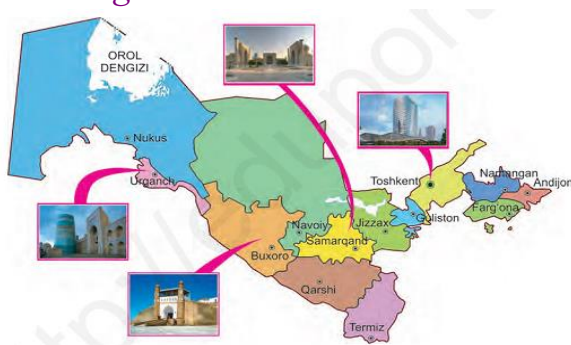 OROL
DENGIZI
Nukus
Urganch
Toshkent
Namangan
Andijon
Farg'ona
Guliston
Jizzax
Navoiy
Samarqand
Buxoro
Qarshi
Termiz